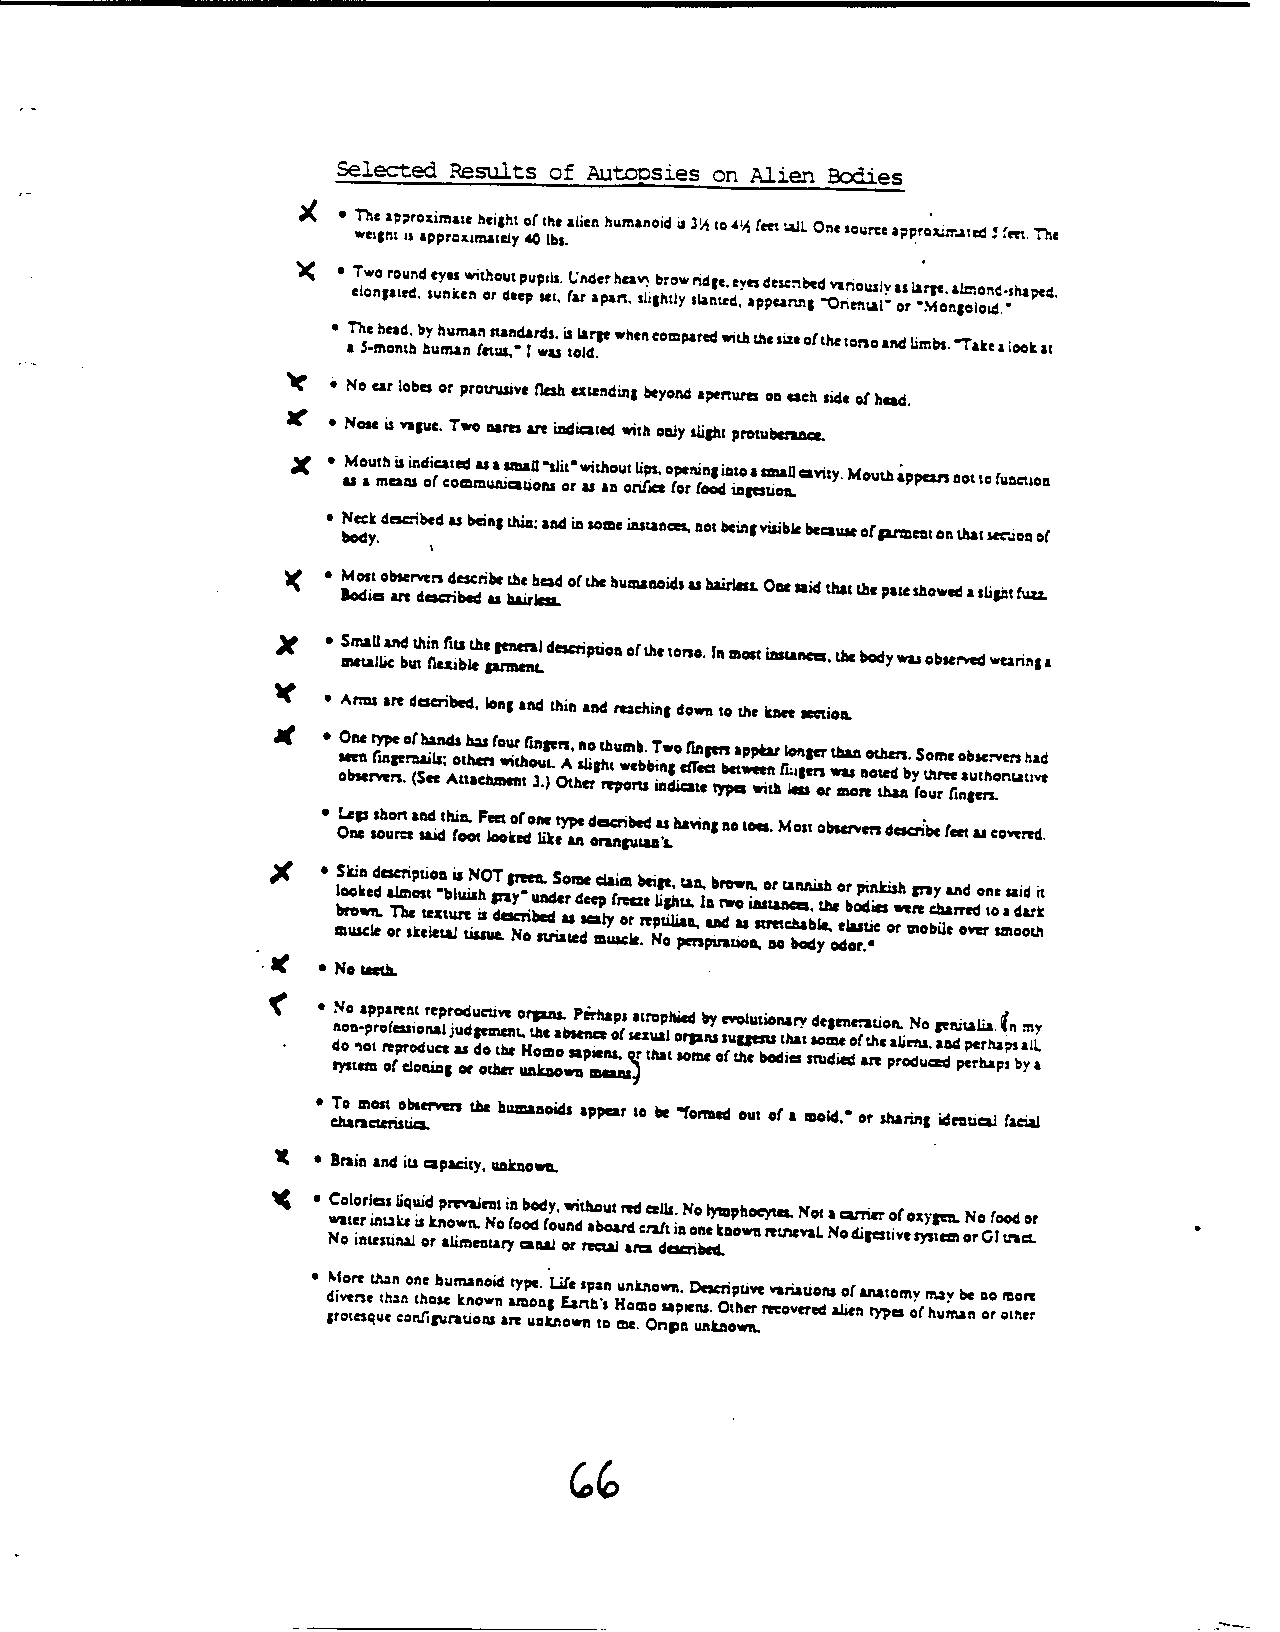 Selected Results of Autopsies on Alien Bodies
X • The approximate height of the alien humanoid is 3½ to 4½ feet tall. One source approximated 5 feet. The
weight is approximately 40 lbs.
X • Two round eyes without pupils. Under heavy brow ridge, eyes described variously as large, almond-shaped,
elongated, sunken or deep set, far apart, slightly slanted, appearing "Oriental" or "Mongoloid."
• The head, by human standards, is large when compared with the size of the torso and limbs. "Take a look at
a 5-month human fetus," I was told.
X • No ear lobes or protrusive flesh extending beyond apertures on each side of head.
X • Nose is vague. Two nares are indicated with only slight protuberance.
X • Mouth is indicated as a small "slit" without lips, opening into a small cavity. Mouth appears not to function
as a means of communications or as an orifice for food ingestion.
• Neck described as being thin; and in some instances, not being visible because of garment on that section of
body.
X • Most observers describe the head of the humanoids as hairless. One said that the pate showed a slight fuzz.
Bodies are described as hairless.
X • Small and thin fits the general description of the torso. In most instances, the body was observed wearing a
metallic but flexible garment.
X • Arms are described, long and thin and reaching down to the knee section.
X • One type of hands has four fingers, no thumb. Two fingers appear longer than others. Some observers had
seen fingernails; others without. A slight webbing effect between fingers was noted by three authoritative
observers. (See Attachment 3.) Other reports indicate types with less or more than four fingers.
• Legs short and thin. Feet of one type described as having no toes. Most observers describe feet as covered.
One source said foot looked like an orangutan's.
X • Skin description is NOT green. Some claim beige, tan, brown, or tannish or pinkish gray and one said it
looked almost "bluish gray" under deep freeze lights. In two instances, the bodies were charred to a dark
brown. The texture is described as scaly or reptilian, and as stretchable, elastic or mobile over smooth
muscle or skeletal tissue. No striated muscle. No perspiration, no body odor."
X • No teeth.
• No apparent reproductive organs. Perhaps atrophied by evolutionary degeneration. No genitalia. (In my
non-professional judgement, the absence of sexual organs suggests that some of the aliens, and perhaps all,
do not reproduce as do the Homo sapiens, or that some of the bodies studied are produced perhaps by a
system of cloning or other unknown means.)
• To most observers the humanoids appear to be "formed out of a mold," or sharing identical facial
characteristics.
X • Brain and its capacity, unknown.
X • Colorless liquid prevalent in body, without red cells. No lymphocytes. Not a carrier of oxygen. No food or
water intake is known. No food found aboard craft in one known retrieval. No digestive system or GI tract.
No intestinal or alimentary canal or rectal area described.
• More than one humanoid type. Life span unknown. Descriptive variations of anatomy may be no more
diverse than those known among Earth's Homo sapiens. Other recovered alien types of human or other
grotesque configurations are unknown to me. Origin unknown.
66